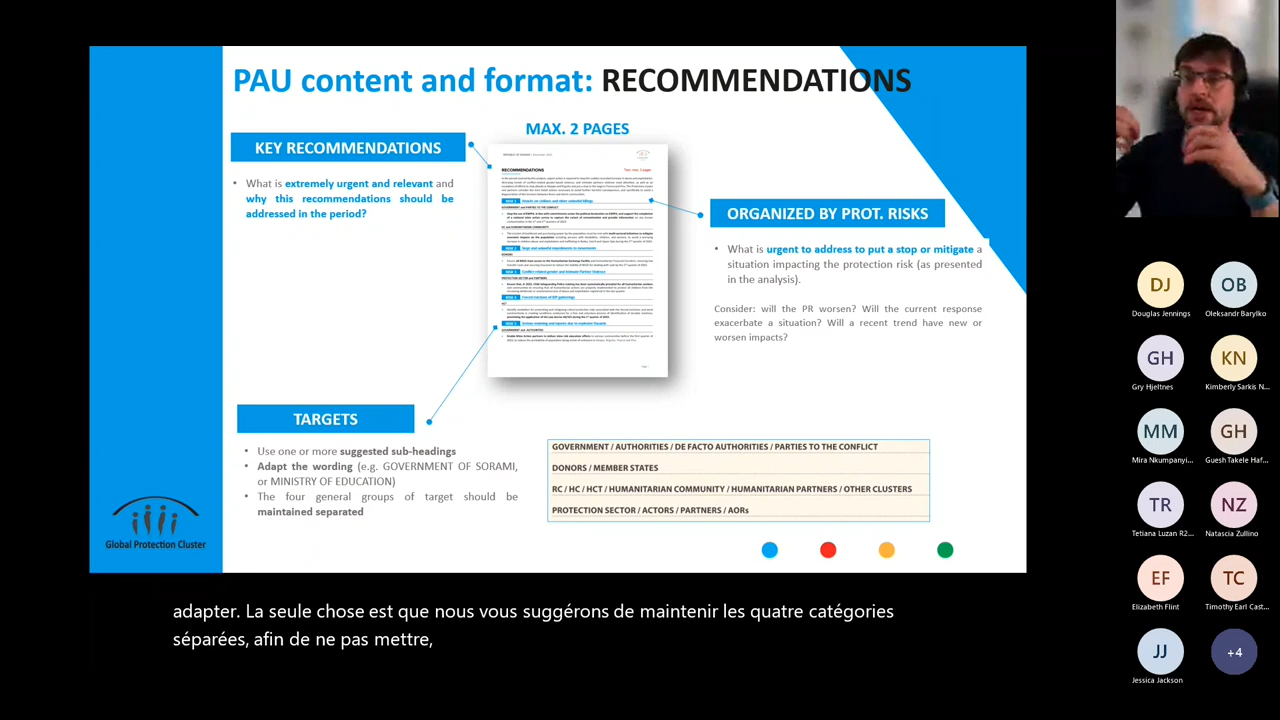 PAU content and format: RECOMMENDATIONS
MAX. 2 PAGES
KEY RECOMMENDATIONS
• What is extremely urgent and relevant and
why this recommendations should be
addressed in the period?
RECOMMENDATIONS
ORGANIZED BY PROT. RISKS
• What is urgent to address to put a stop or mitigate a
situation impacting the protection risk (as presented
in the analysis).
Consider: will the PR worsen? Will the current response
exacerbate a situation? Will a recent trend have new or
worsen impacts?
TARGETS
• Use one or more suggested sub-headings
• Adapt the wording (e.g. GOVERNMENT OF SORAMI,
or MINISTRY OF EDUCATION)
• The four general groups of target should be
maintained separated
GOVERNMENT / AUTHORITIES / DE FACTO AUTHORITIES / PARTIES TO THE CONFLICT
DONORS / MEMBER STATES
RC / HC / HCT / HUMANITARIAN COMMUNITY / HUMANITARIAN PARTNERS / OTHER CLUSTERS
PROTECTION SECTOR / ACTORS / PARTNERS / AORs
Global Protection Cluster
adapter. La seule chose est que nous vous suggérons de maintenir les quatre catégories
séparées, afin de ne pas mettre,
DJ
OB
Douglas Jennings
Oleksandr Barylko
GH
KN
Gry Hjeltnes
Kimberly Sarkis N...
MM
GH
Mira Nkumpanyi...
Guesh Takele Haf...
TR
NZ
Tetiana Luzan R2...
Natascia Zullino
EF
TC
Elizabeth Flint
Timothy Earl Cast...
JJ
+4
Jessica Jackson